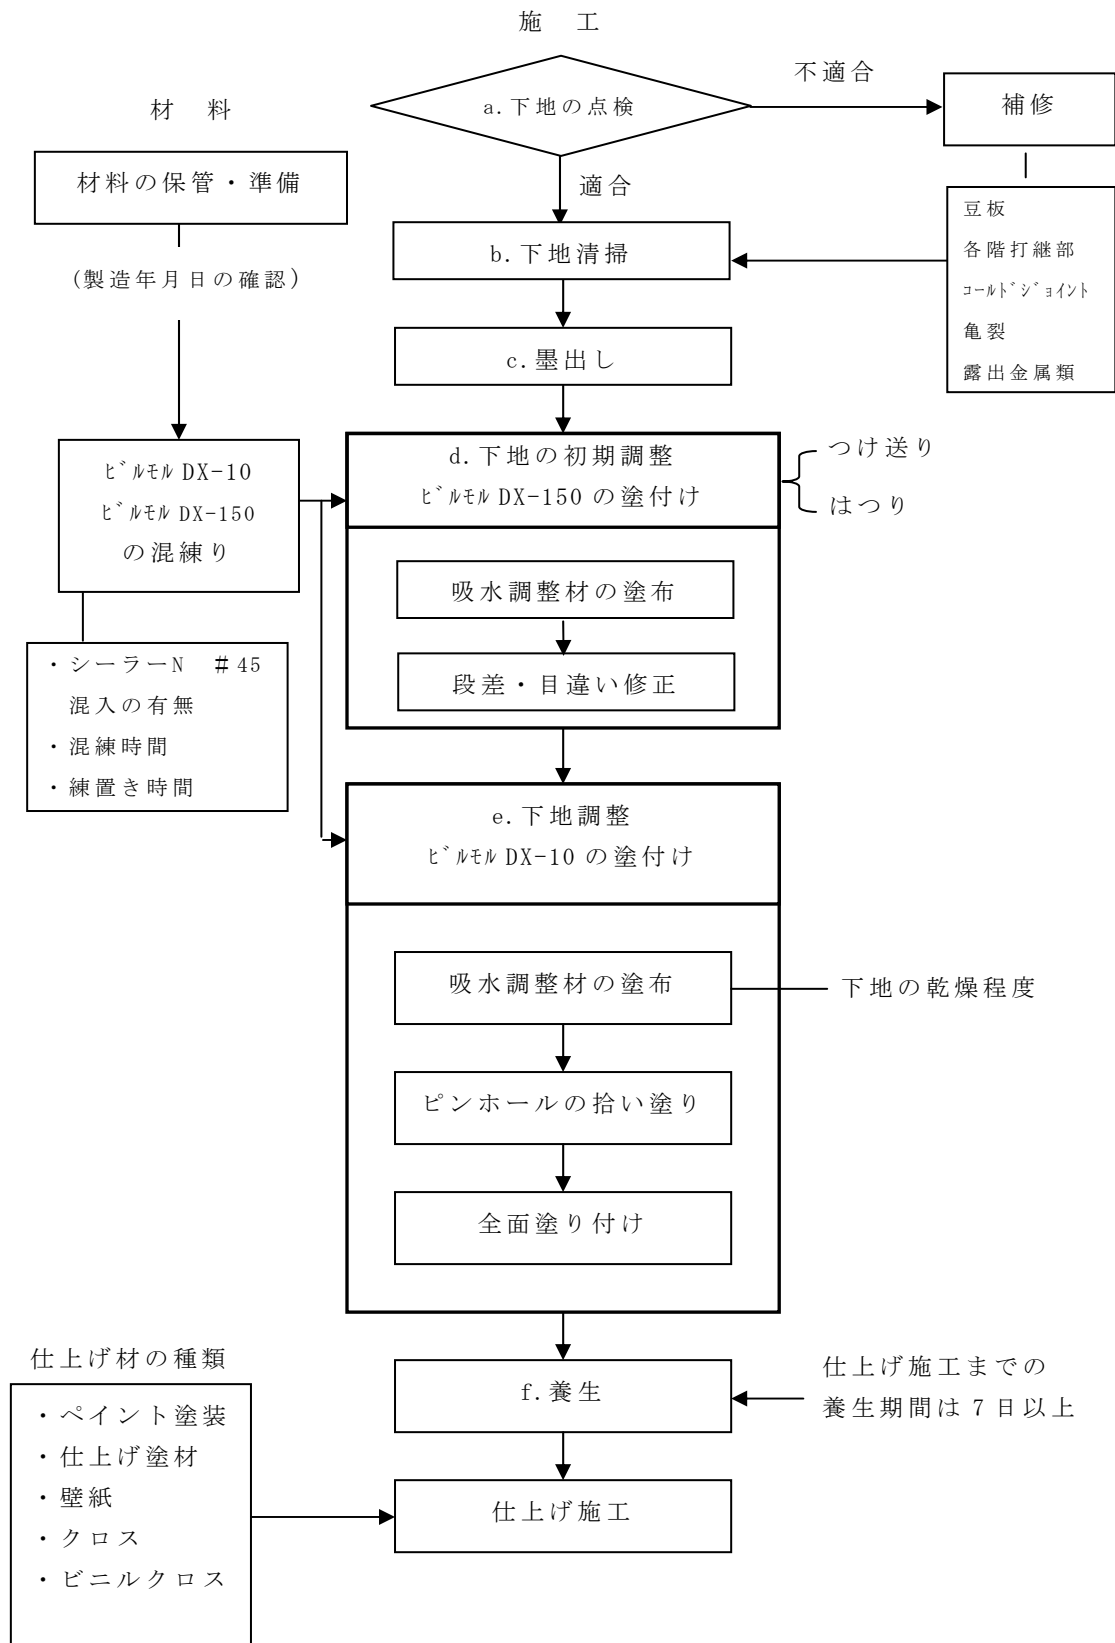 施　工
不適合
a.下地の点検
補修
材　料
材料の保管・準備
適合
豆板
各階打継部
ｺｰﾙﾄﾞｼﾞｮｲﾝﾄ
亀裂
露出金属類
b.下地清掃
(製造年月日の確認)
c.墨出し
ﾋﾞﾙﾓﾙ DX-10
ﾋﾞﾙﾓﾙ DX-150
の混練り
d.下地の初期調整
ﾋﾞﾙﾓﾙ DX-150 の塗付け
つけ送り
はつり
吸水調整材の塗布
段差・目違い修正
・シーラーN　＃45
混入の有無
・混練時間
・練置き時間
e.下地調整
ﾋﾞﾙﾓﾙ DX-10 の塗付け
吸水調整材の塗布
下地の乾燥程度
ピンホールの拾い塗り
全面塗り付け
仕上げ材の種類
・ペイント塗装
・仕上げ塗材
・壁紙
・クロス
・ビニルクロス
f.養生
仕上げ施工までの
養生期間は 7 日以上
仕上げ施工